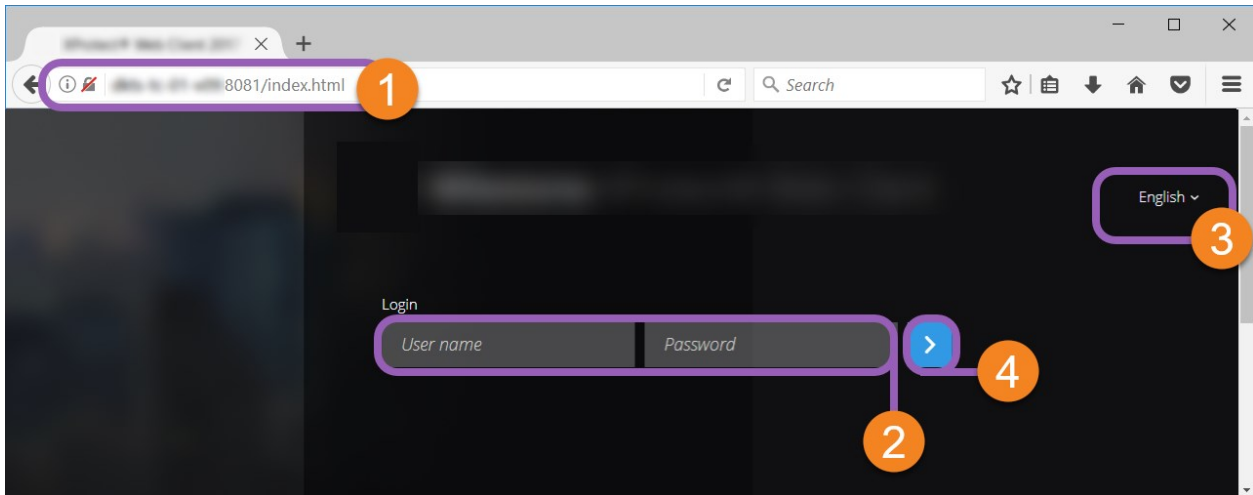 8081/index.html
1
Search
English
3
Login
User name
Password
4
2